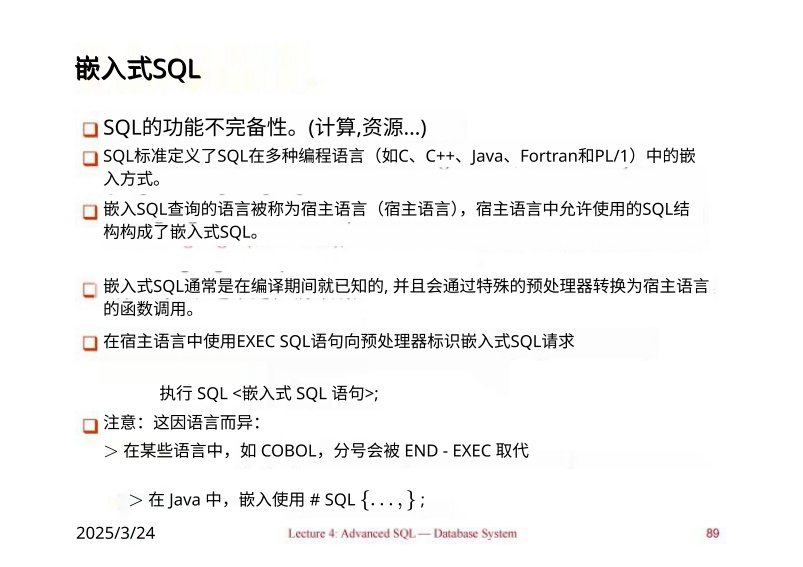 嵌入式SQL
SQL的功能不完备性。(计算,资源...)
SQL标准定义了SQL在多种编程语言（如C、C++、Java、Fortran和PL/1）中的嵌
入方式。
嵌入SQL查询的语言被称为宿主语言（宿主语言），宿主语言中允许使用的SQL结
构构成了嵌入式SQL。
嵌入式SQL通常是在编译期间就已知的, 并且会通过特殊的预处理器转换为宿主语言
的函数调用。
在宿主语言中使用EXEC SQL语句向预处理器标识嵌入式SQL请求
执行 SQL <嵌入式 SQL 语句>;
注意：这因语言而异：
> 在某些语言中，如 COBOL，分号会被 END - EXEC 取代
> 在 Java 中，嵌入使用 # SQL {...,} ;
2025/3/24 Lecture 4: Advanced SQL — Database System 89